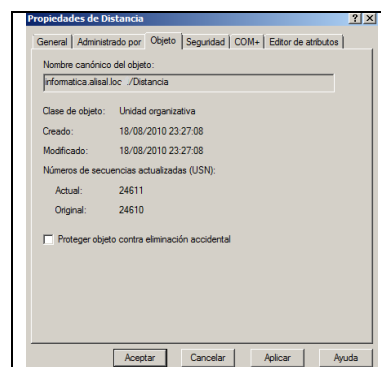 Propiedades de Distancia
General Administrado por Objeto Seguridad COM+ Editor de atributos
Nombre canónico del objeto:
informatica.alisal.loc ./Distancia
Clase de objeto: Unidad organizativa
Creado: 18/08/2010 23:27:08
Modificado: 18/08/2010 23:27:08
Números de secuencias actualizadas (USN):
Actual: 24611
Original: 24610
Proteger objeto contra eliminación accidental
Aceptar Cancelar Aplicar Ayuda